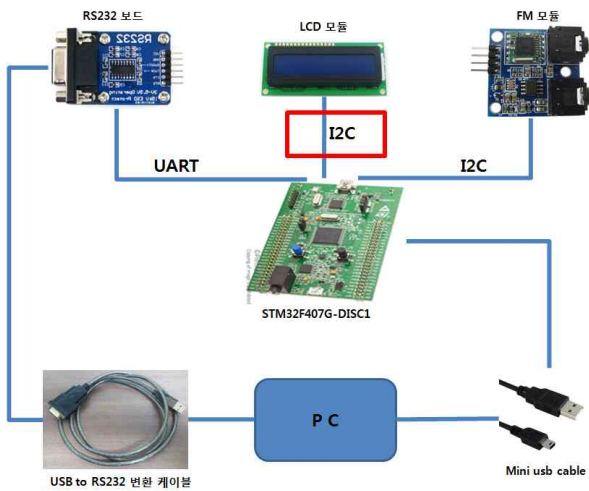 RS232 보드
LCD 모듈
FM 모듈
RS232
I2C
UART
I2C
STM32F407G-DISC1
P C
USB to RS232 변환 케이블
Mini usb cable